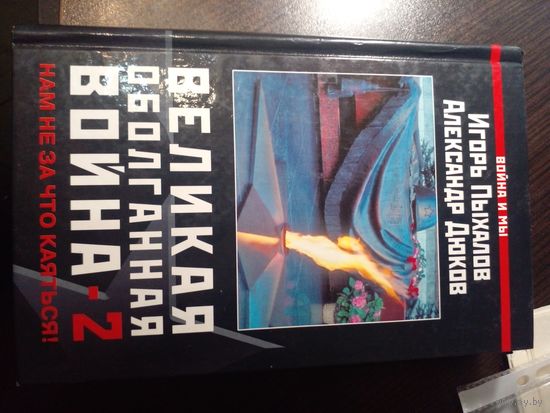 ВОЙНА И МЫ
Игорь Пыхалов
Александр Дюков
ВЕЛИКАЯ
ОБОЛГАННАЯ
ВОЙНА-2
НАМ НЕ ЗА ЧТО КАЯТЬСЯ!